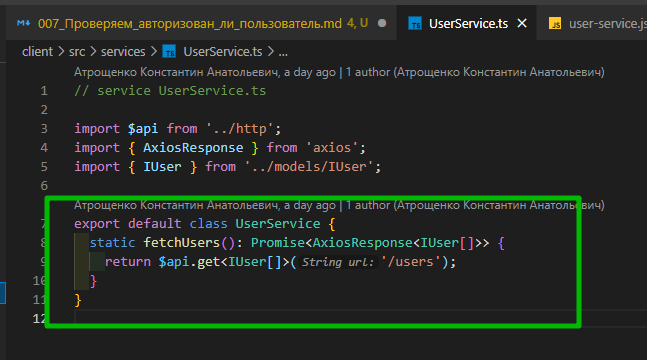 007_Проверяем_авторизован_ли_пользователь.md 4, U UserService.ts user-service.js
client > src > services > TS UserService.ts > ...
Атрощенко Константин Анатольевич, a day ago | 1 author (Атрощенко Константин Анатольевич)
1 // service UserService.ts
2
3 import $api from '../http';
4 import { AxiosResponse } from 'axios';
5 import { IUser } from '../models/IUser';
6
Атрощенко Константин Анатольевич, a day ago | 1 author (Атрощенко Константин Анатольевич)
7 export default class UserService {
8 static fetchUsers(): Promise<AxiosResponse<IUser[]>> {
9 return $api.get<IUser[]>( String url: '/users');
10 }
11 }
12